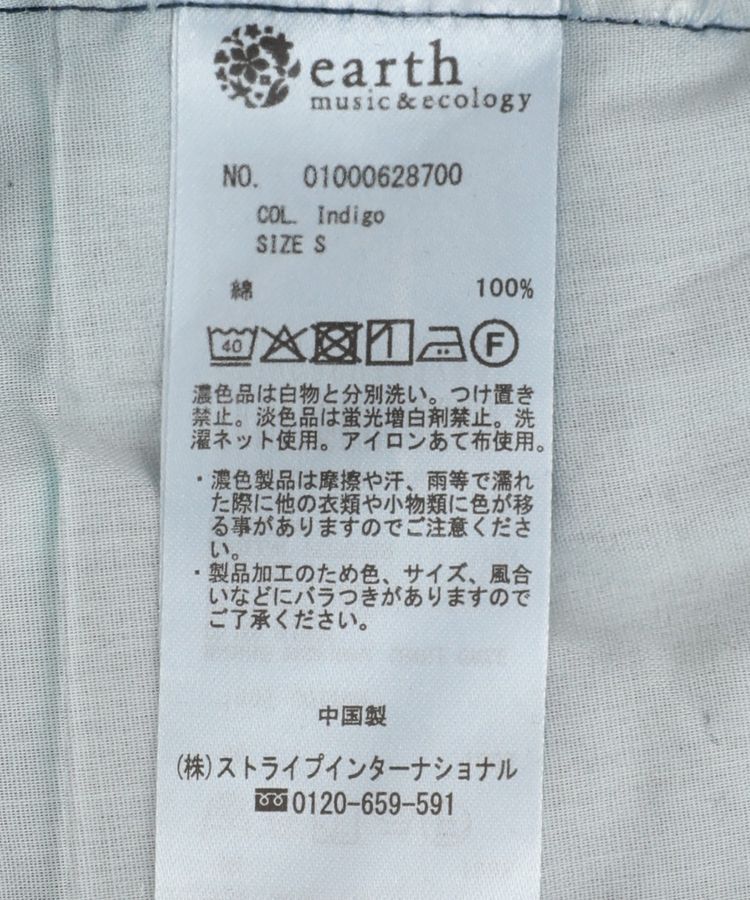 earth
music&ecology
NO. 01000628700
COL. Indigo
SIZE S
綿 100%
40 F
濃色品は白物と分別洗い。つけ置き
禁止。淡色品は蛍光増白剤禁止。洗
濯ネット使用。アイロンあて布使用。
・濃色製品は摩擦や汗、雨等で濡れ
た際に他の衣類や小物類に色が移
る事がありますのでご注意くださ
い。
・製品加工のため色、サイズ、風合
いなどにバラつきがありますので
ご了承ください。
中国製
(株)ストライプインターナショナル
0120-659-591